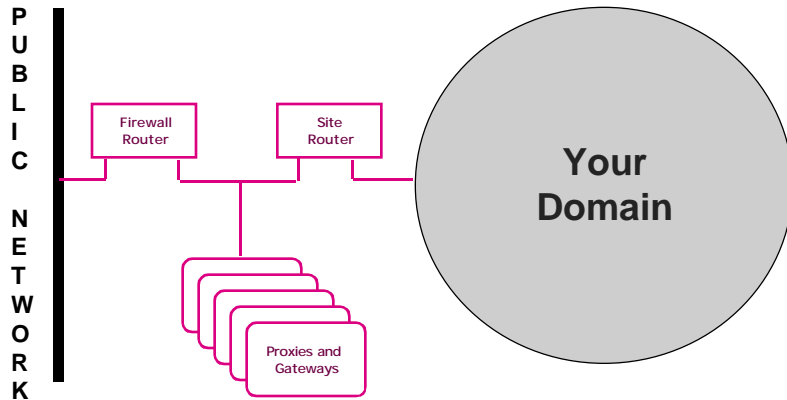 PUBLIC NETWORK
Firewall
Router
Site
Router
Your
Domain
Proxies and
Gateways